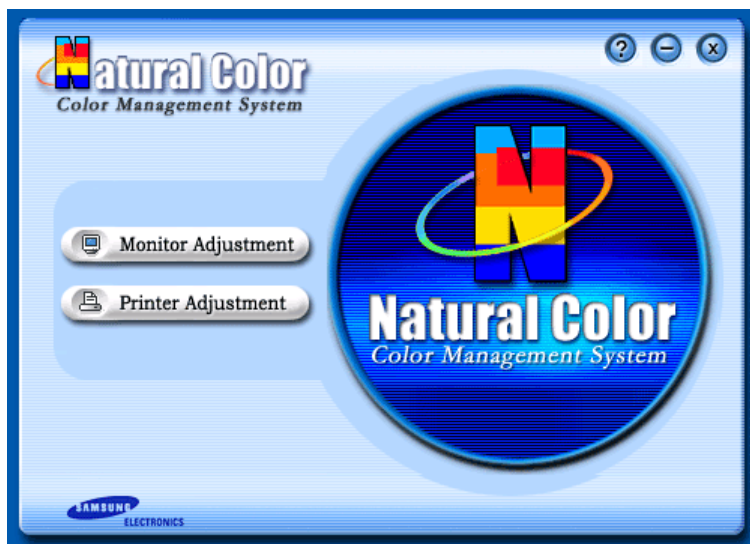 Natural Color
Color Management System
? – x
Monitor Adjustment
Printer Adjustment
N
Natural Color
Color Management System
SAMSUNG
ELECTRONICS